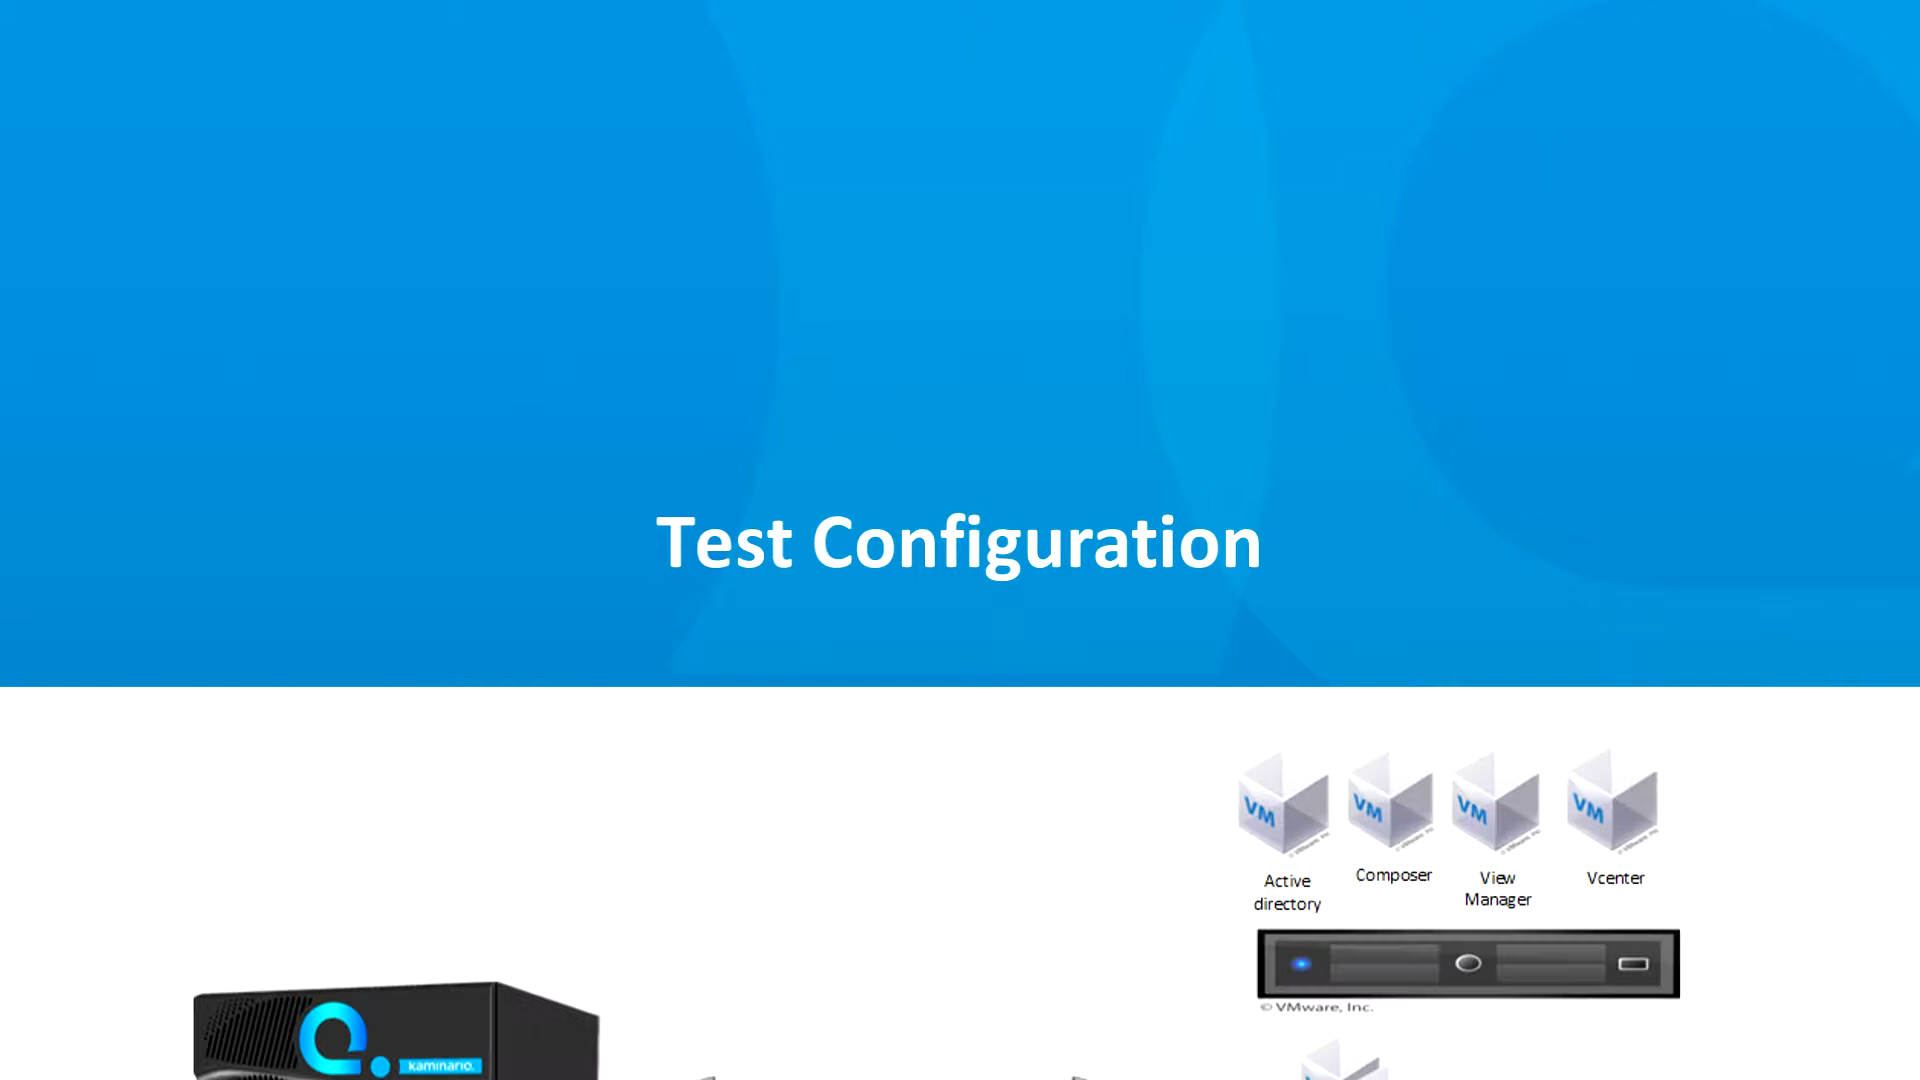 Test Configuration
VM
VM
VM
VM
Active
directory
Composer
View
Manager
Vcenter
© VMware, Inc.
kaminario.